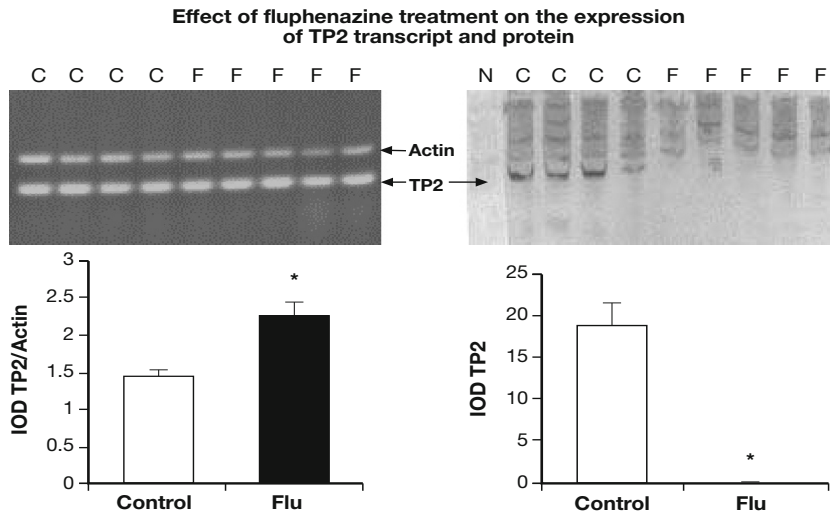 Effect of fluphenazine treatment on the expression
of TP2 transcript and protein
C C C C F F F F F
N C C C C F F F F F
Actin
TP2
3
2.5
2
1.5
1
0.5
0
IOD TP2/Actin
*
Control Flu
25
20
15
10
5
0
IOD TP2
*
Control Flu